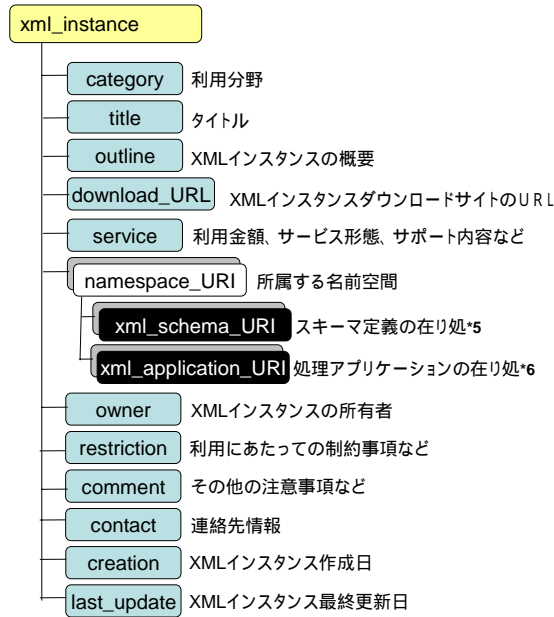 xml_instance
category 利用分野
title タイトル
outline XMLインスタンスの概要
download_URL XMLインスタンスダウンロードサイトのURL
service 利用金額、サービス形態、サポート内容など
namespace_URI 所属する名前空間
xml_schema_URI スキーマ定義の在り処*5
xml_application_URI 処理アプリケーションの在り処*6
owner XMLインスタンスの所有者
restriction 利用にあたっての制約事項など
comment その他の注意事項など
contact 連絡先情報
creation XMLインスタンス作成日
last_update XMLインスタンス最終更新日